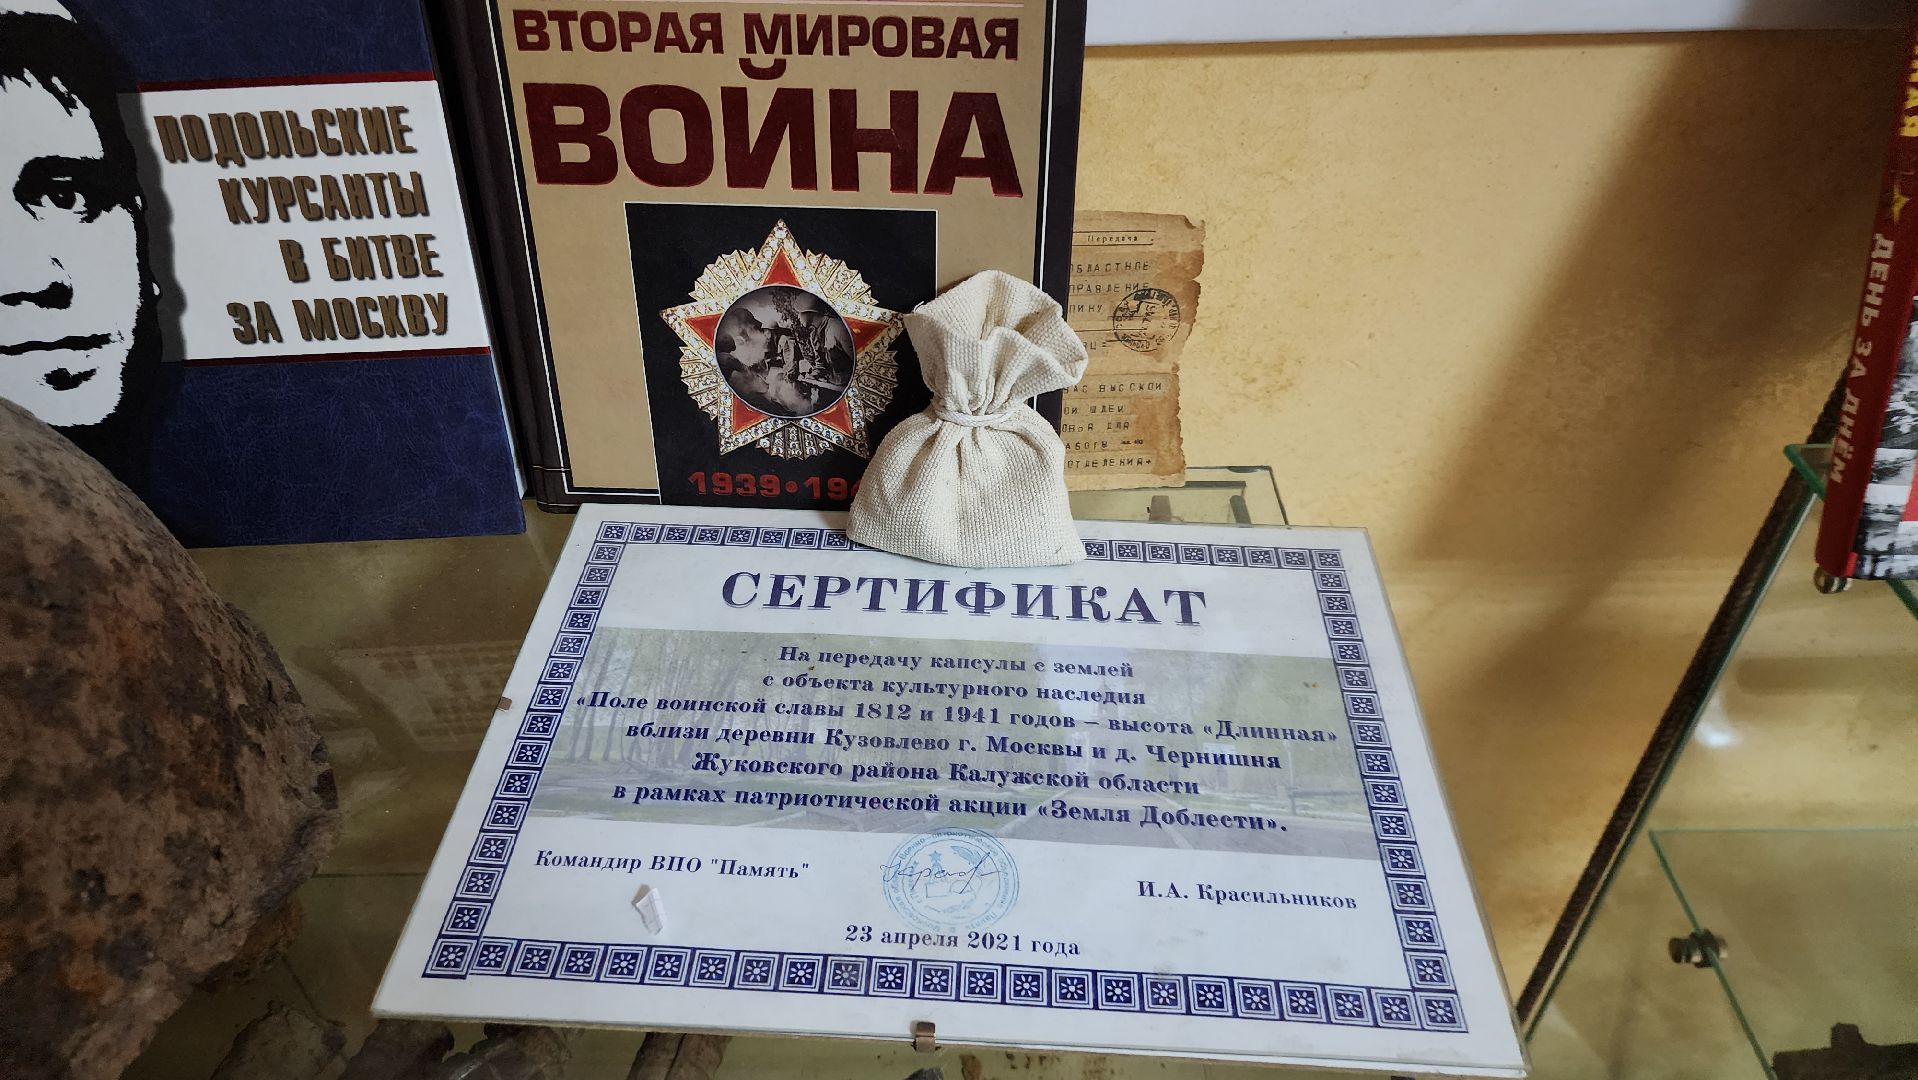 ПОДОЛЬСКИЕ
КУРСАНТЫ
В БИТВЕ
ЗА МОСКВУ
ВТОРАЯ МИРОВАЯ
ВОЙНА
1939•19
Передача
ОБЛАСТНОЕ
ДЕНЬ ЗА ДНЁМ
СЕРТИФИКАТ
На передачу капсулы с землей
с объекта культурного наследия
«Поле воинской славы 1812 и 1941 годов – высота «Длинная»
вблизи деревни Кузовлево г. Москвы и д. Чернишня
Жуковского района Калужской области
в рамках патриотической акции «Земля Доблести».
Командир ВПО "Память"
И.А. Красильников
23 апреля 2021 года